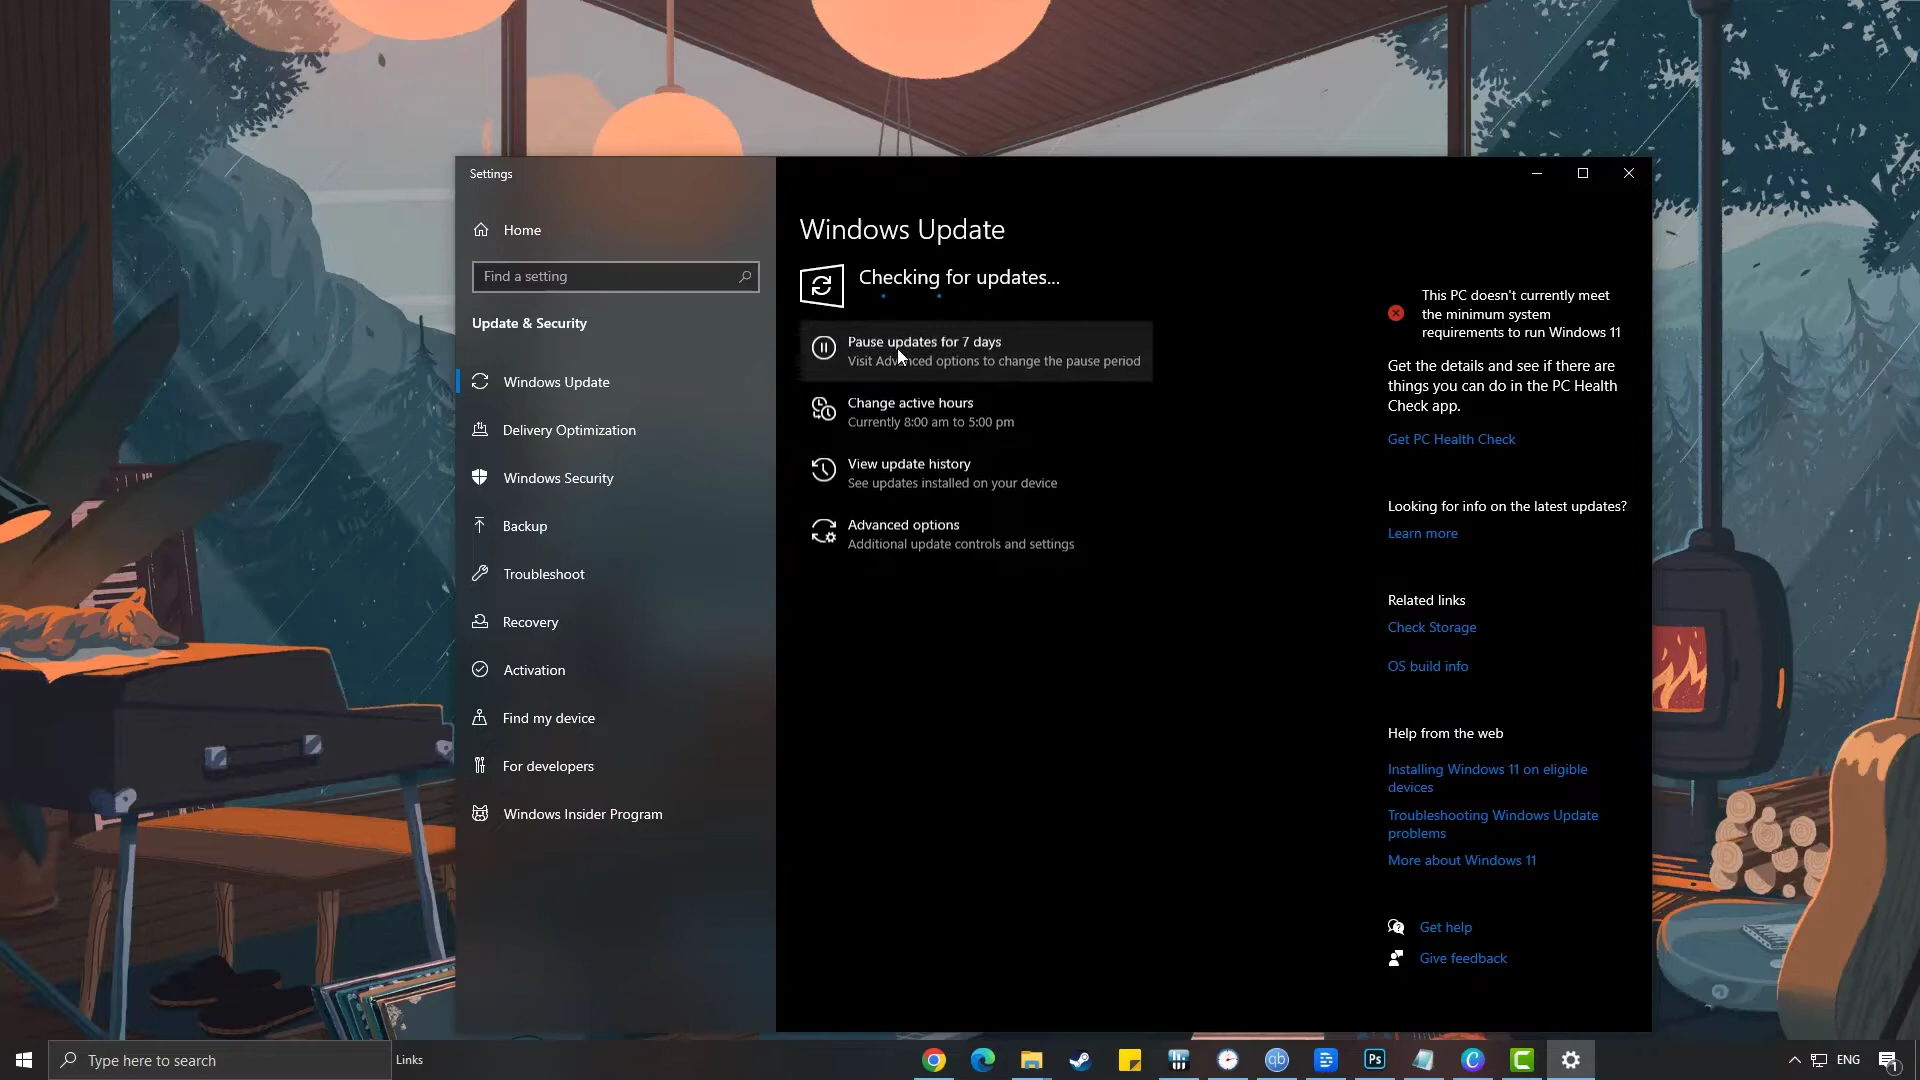 Settings
Home
Find a setting
Update & Security
Windows Update
Delivery Optimization
Windows Security
Backup
Troubleshoot
Recovery
Activation
Find my device
For developers
Windows Insider Program
Windows Update
Checking for updates...
Pause updates for 7 days
Visit Advanced options to change the pause period
Change active hours
Currently 8:00 am to 5:00 pm
View update history
See updates installed on your device
Advanced options
Additional update controls and settings
This PC doesn't currently meet
the minimum system
requirements to run Windows 11
Get the details and see if there are
things you can do in the PC Health
Check app.
Get PC Health Check
Looking for info on the latest updates?
Learn more
Related links
Check Storage
OS build info
Help from the web
Installing Windows 11 on eligible
devices
Troubleshooting Windows Update
problems
More about Windows 11
Get help
Give feedback
Type here to search
Links
qb
Ps
C
ENG
1